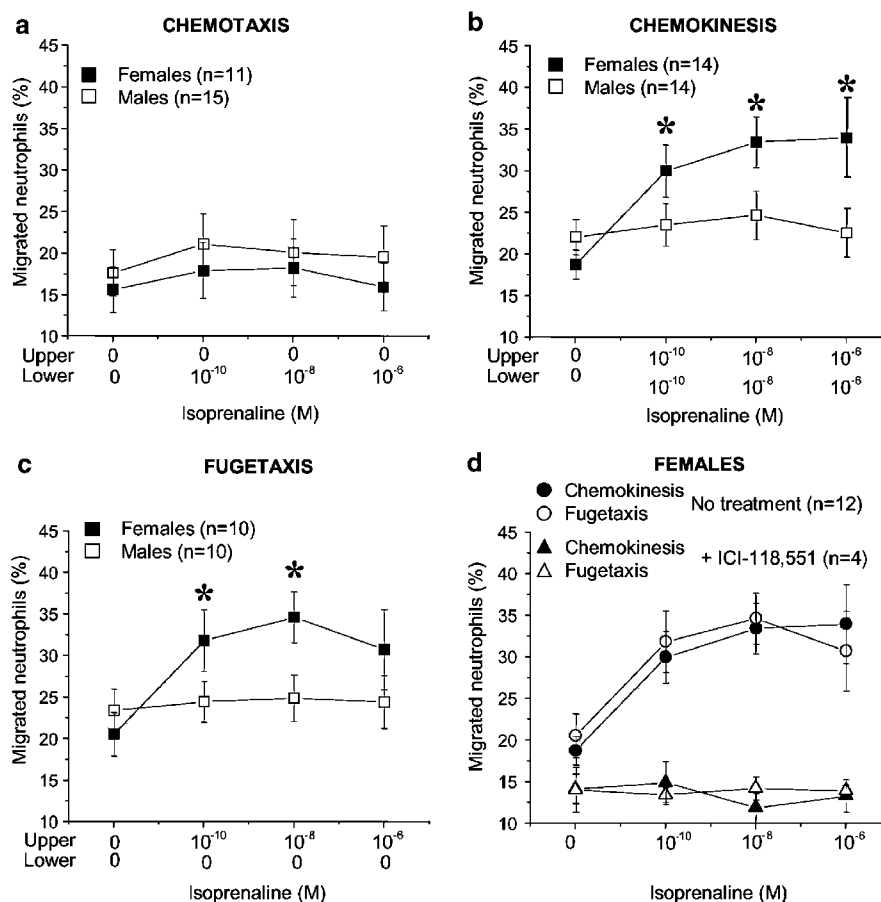 a
CHEMOTAXIS
Females (n=11)
Males (n=15)
Migrated neutrophils (%)
45
40
35
30
25
20
15
10
Upper 0 0 0 0
Lower 0 10⁻¹⁰ 10⁻⁸ 10⁻⁶
Isoprenaline (M)
b
CHEMOKINESIS
Females (n=14)
Males (n=14)
* * *
Migrated neutrophils (%)
45
40
35
30
25
20
15
10
Upper 0 10⁻¹⁰ 10⁻⁸ 10⁻⁶
Lower 0 10⁻¹⁰ 10⁻⁸ 10⁻⁶
Isoprenaline (M)
c
FUGETAXIS
Females (n=10)
Males (n=10)
* *
Migrated neutrophils (%)
45
40
35
30
25
20
15
10
Upper 0 10⁻¹⁰ 10⁻⁸ 10⁻⁶
Lower 0 0 0 0
Isoprenaline (M)
d
FEMALES
Chemokinesis
Fugetaxis
No treatment (n=12)
Chemokinesis
Fugetaxis
+ ICI-118,551 (n=4)
Migrated neutrophils (%)
45
40
35
30
25
20
15
10
0 10⁻¹⁰ 10⁻⁸ 10⁻⁶
Isoprenaline (M)